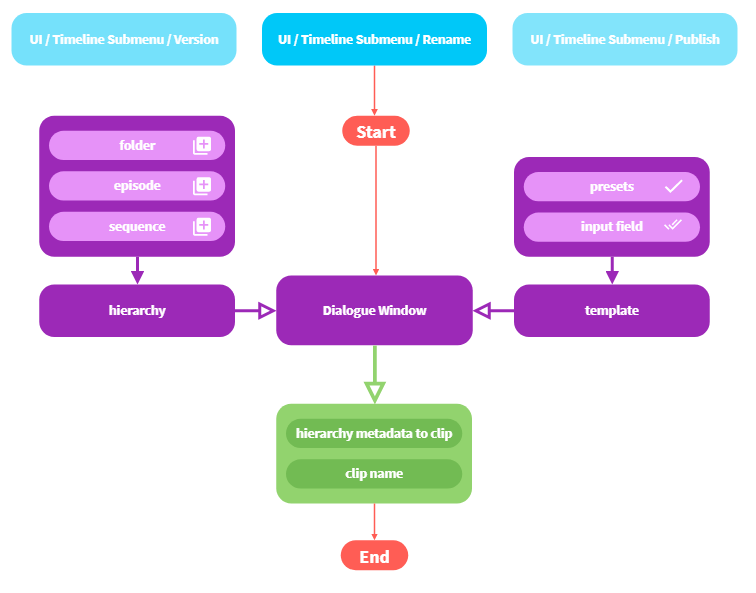 UI / Timeline Submenu / Version
UI / Timeline Submenu / Rename
UI / Timeline Submenu / Publish
Start
folder
episode
sequence
presets
input field
hierarchy
Dialogue Window
template
hierarchy metadata to clip
clip name
End